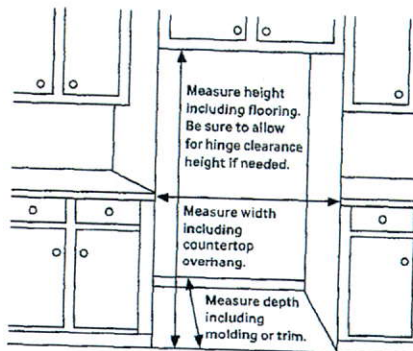 Measure height
including flooring.
Be sure to allow
for hinge clearance
height if needed.
Measure width
including
countertop
overhang.
Measure depth
including
molding or trim.